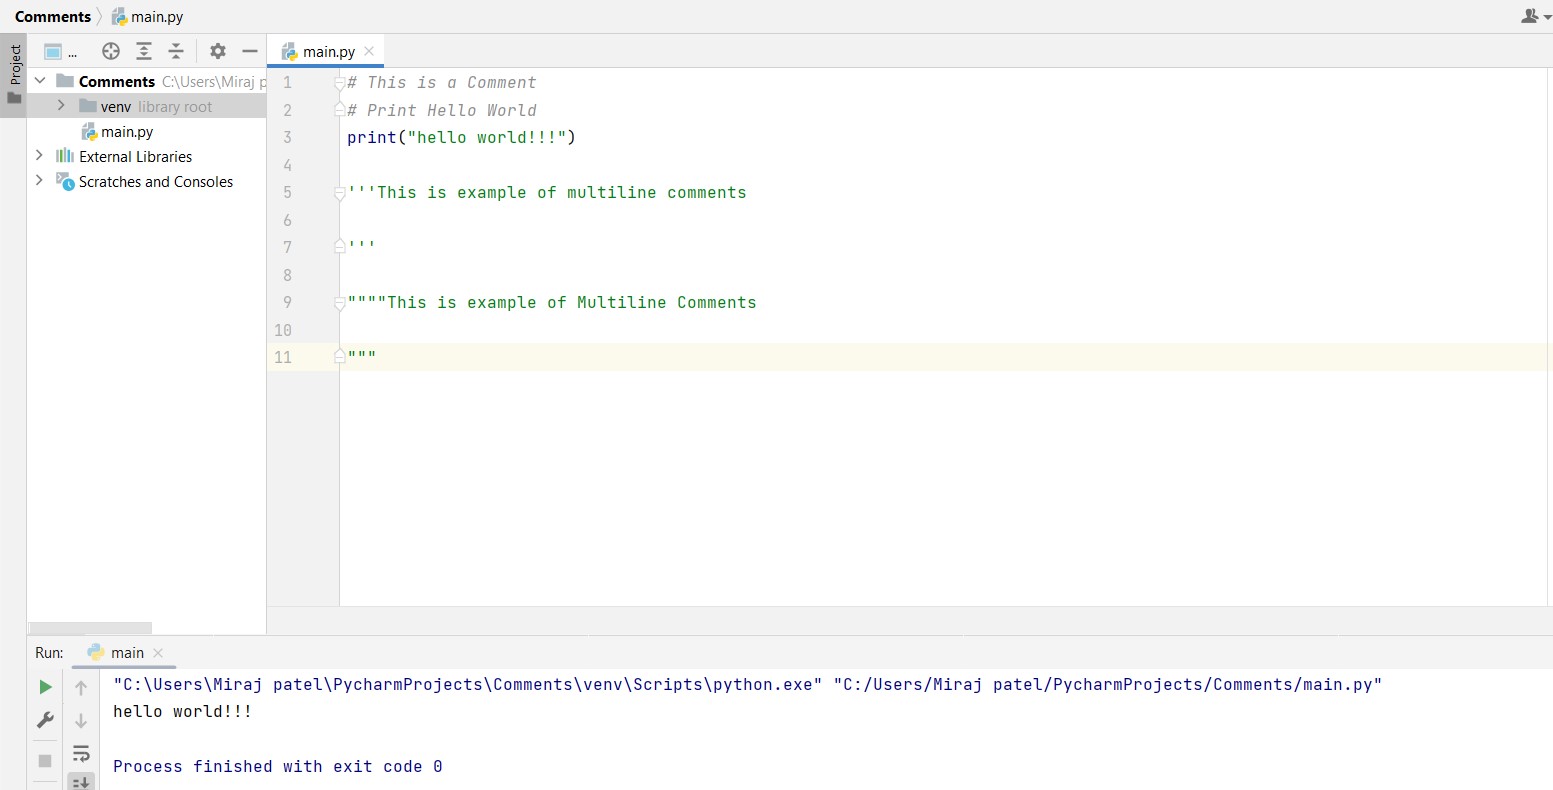 Comments main.py
Project
...
main.py
Comments C:\Users\Miraj p
venv library root
main.py
External Libraries
Scratches and Consoles
1 # This is a Comment
2 # Print Hello World
3 print("hello world!!!")
4
5 '''This is example of multiline comments
6
7 '''
8
9 """"This is example of Multiline Comments
10
11 """
Run: main
"C:\Users\Miraj patel\PycharmProjects\Comments\venv\Scripts\python.exe" "C:/Users/Miraj patel/PycharmProjects/Comments/main.py"
hello world!!!
Process finished with exit code 0